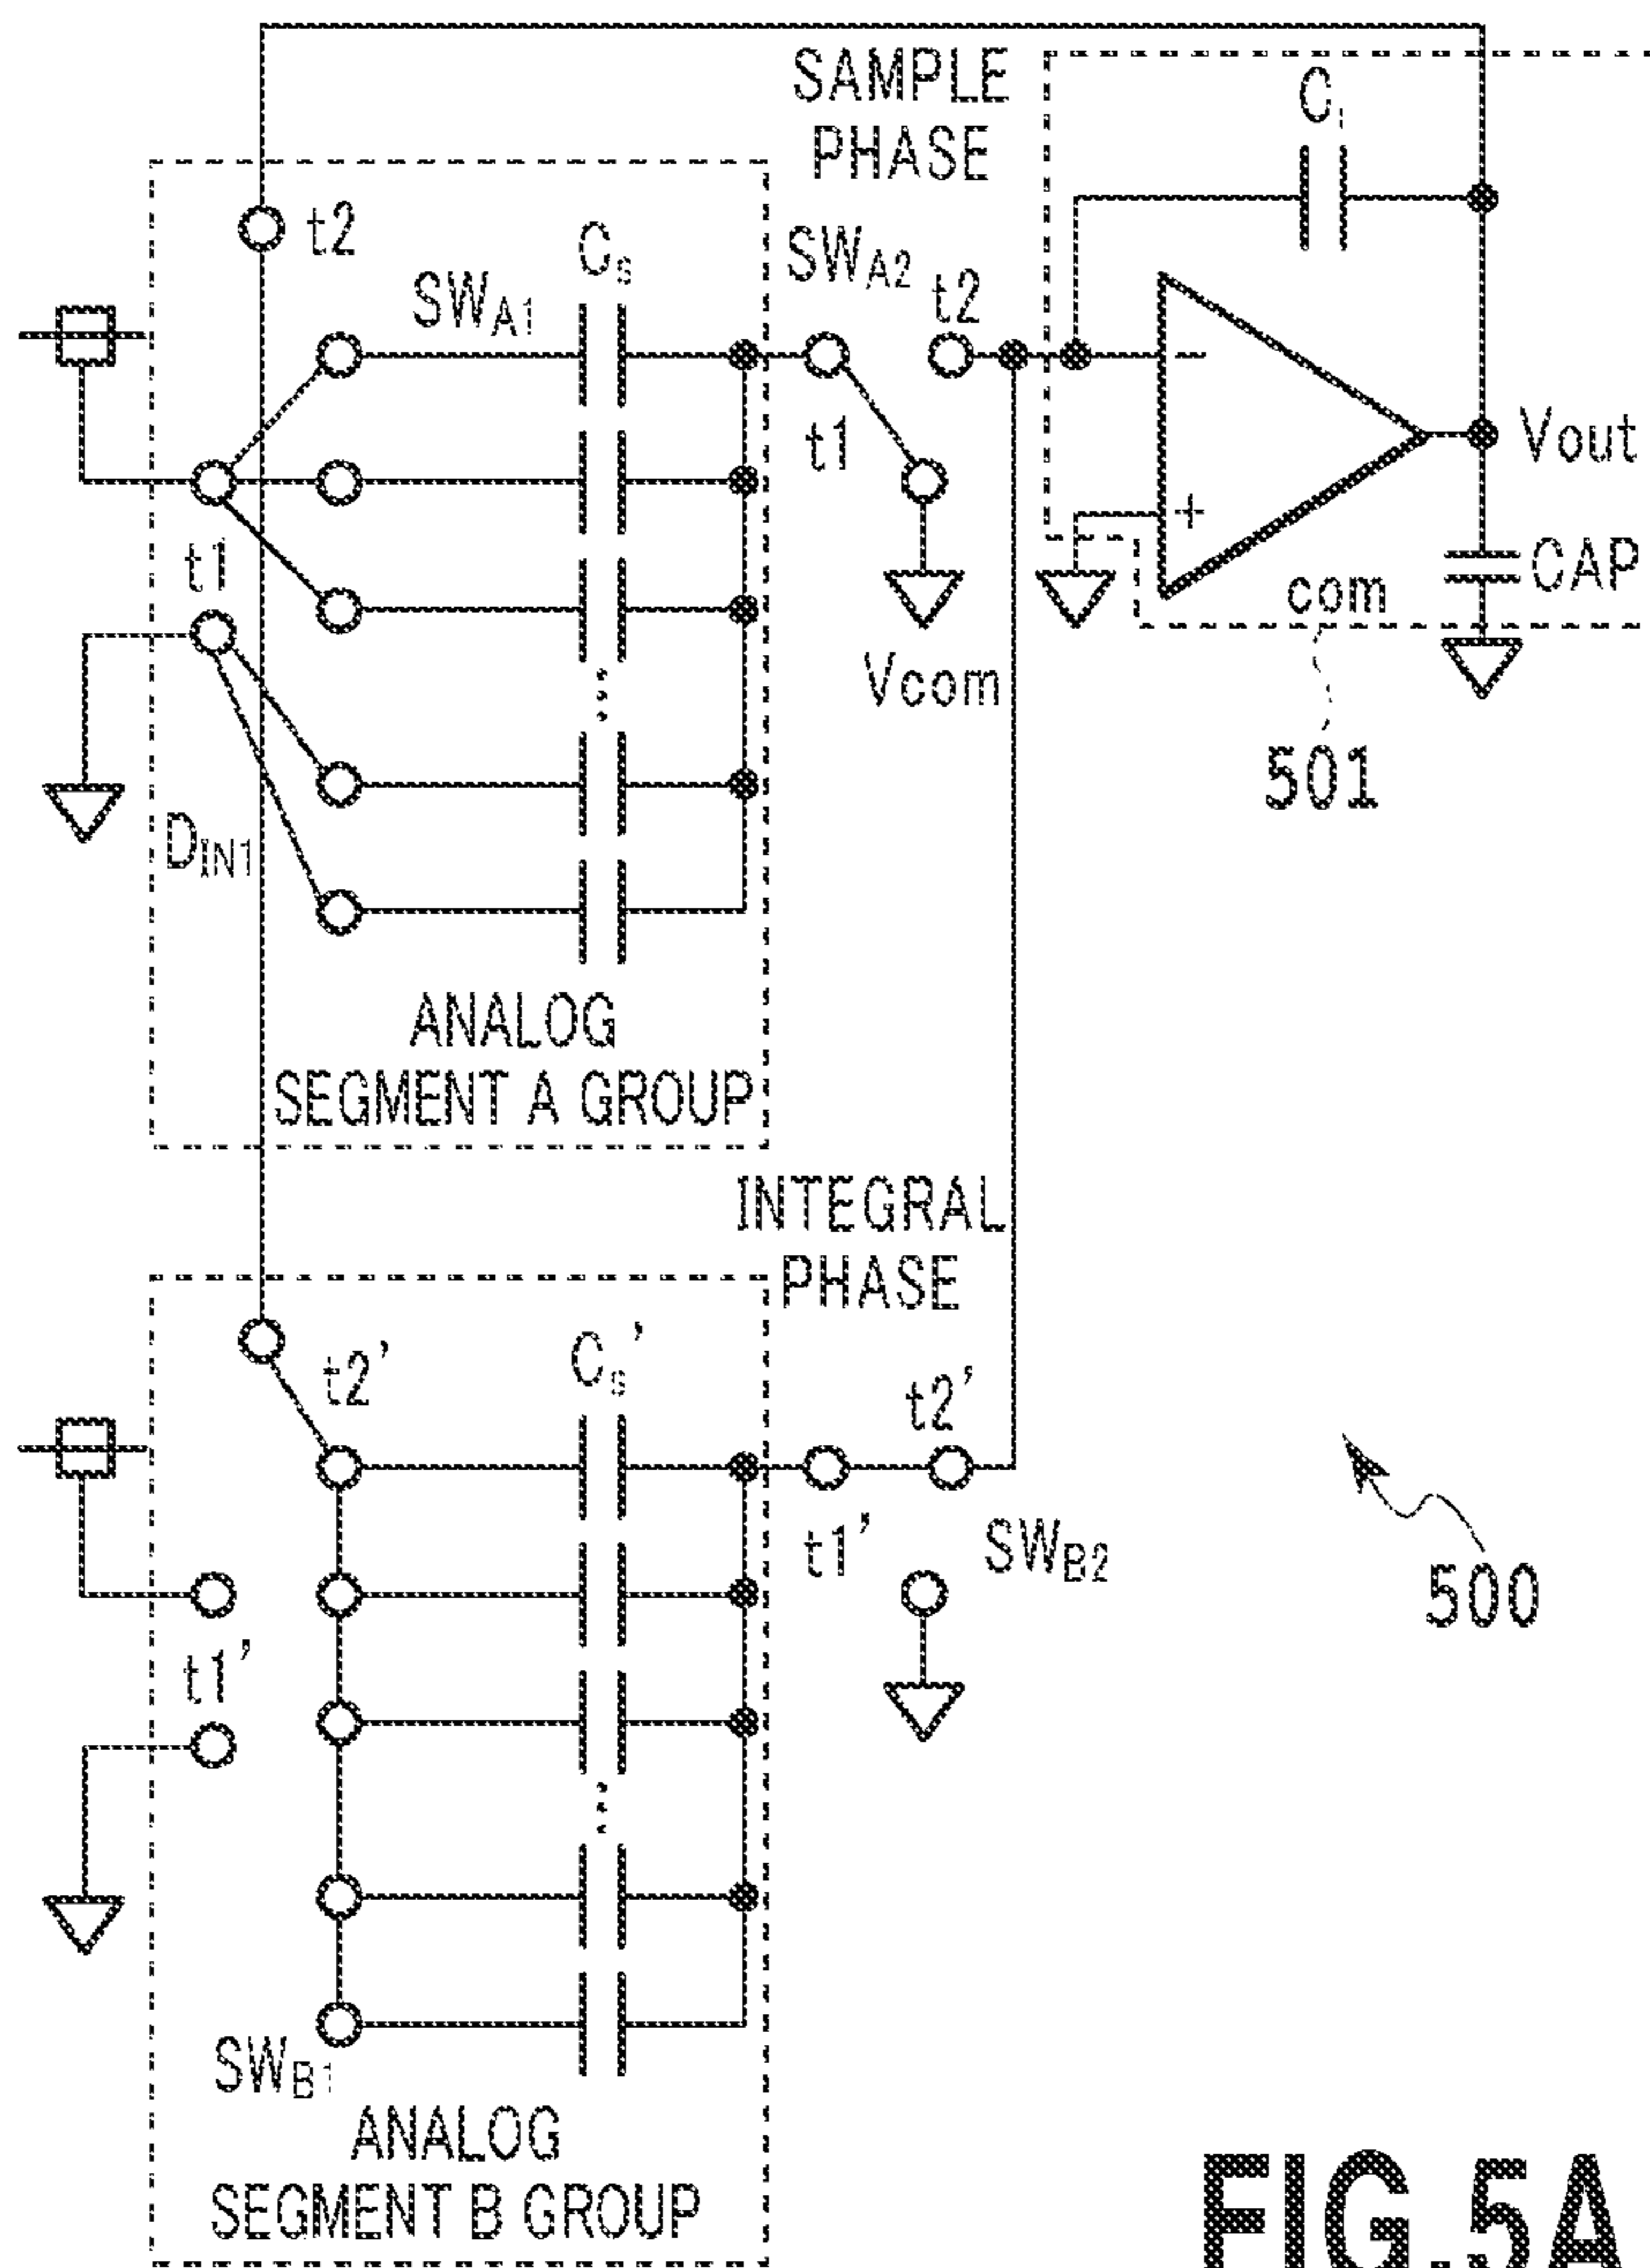 SAMPLE
PHASE
Ci
t2
Cs
SWA1
SWA2
t2
t1
−
+
Vout
t1
CAP
com
Vcom
501
DIN1
ANALOG
SEGMENT A GROUP
INTEGRAL
PHASE
t2'
Cs'
t2'
t1'
SWB2
500
t1'
SWB1
ANALOG
SEGMENT B GROUP
FIG.5A